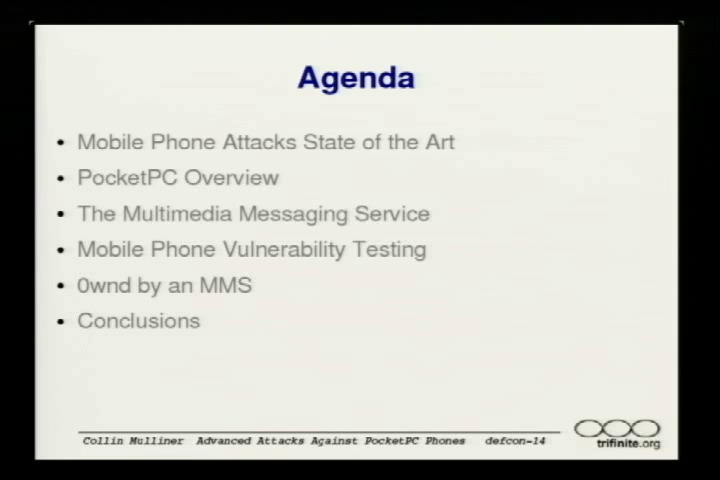 Agenda
• Mobile Phone Attacks State of the Art
• PocketPC Overview
• The Multimedia Messaging Service
• Mobile Phone Vulnerability Testing
• 0wnd by an MMS
• Conclusions
Collin Mulliner Advanced Attacks Against PocketPC Phones defcon-14
trifinite.org